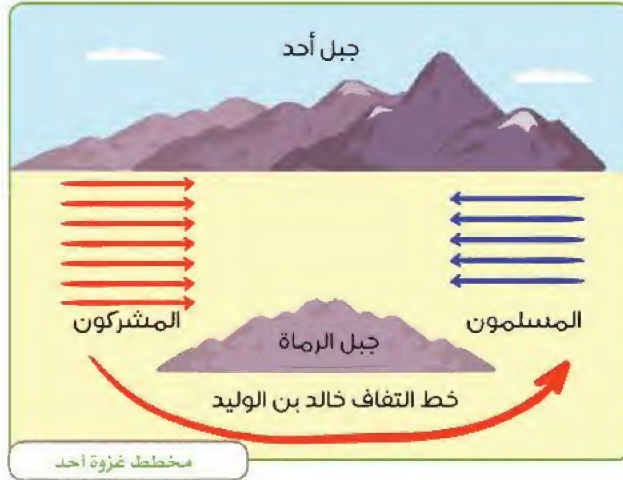 جبل أحد
المسلمون
المشركون
جبل الرماة
خط التفاف خالد بن الوليد
مخطط غزوة أحد